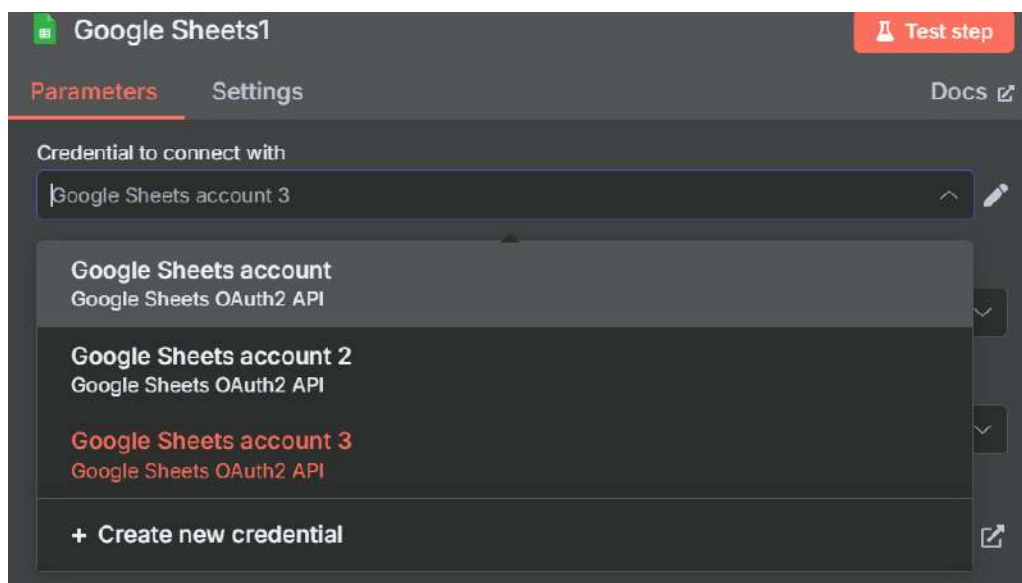 Google Sheets1
Test step
Parameters
Settings
Docs
Credential to connect with
Google Sheets account 3
Google Sheets account
Google Sheets OAuth2 API
Google Sheets account 2
Google Sheets OAuth2 API
Google Sheets account 3
Google Sheets OAuth2 API
+ Create new credential